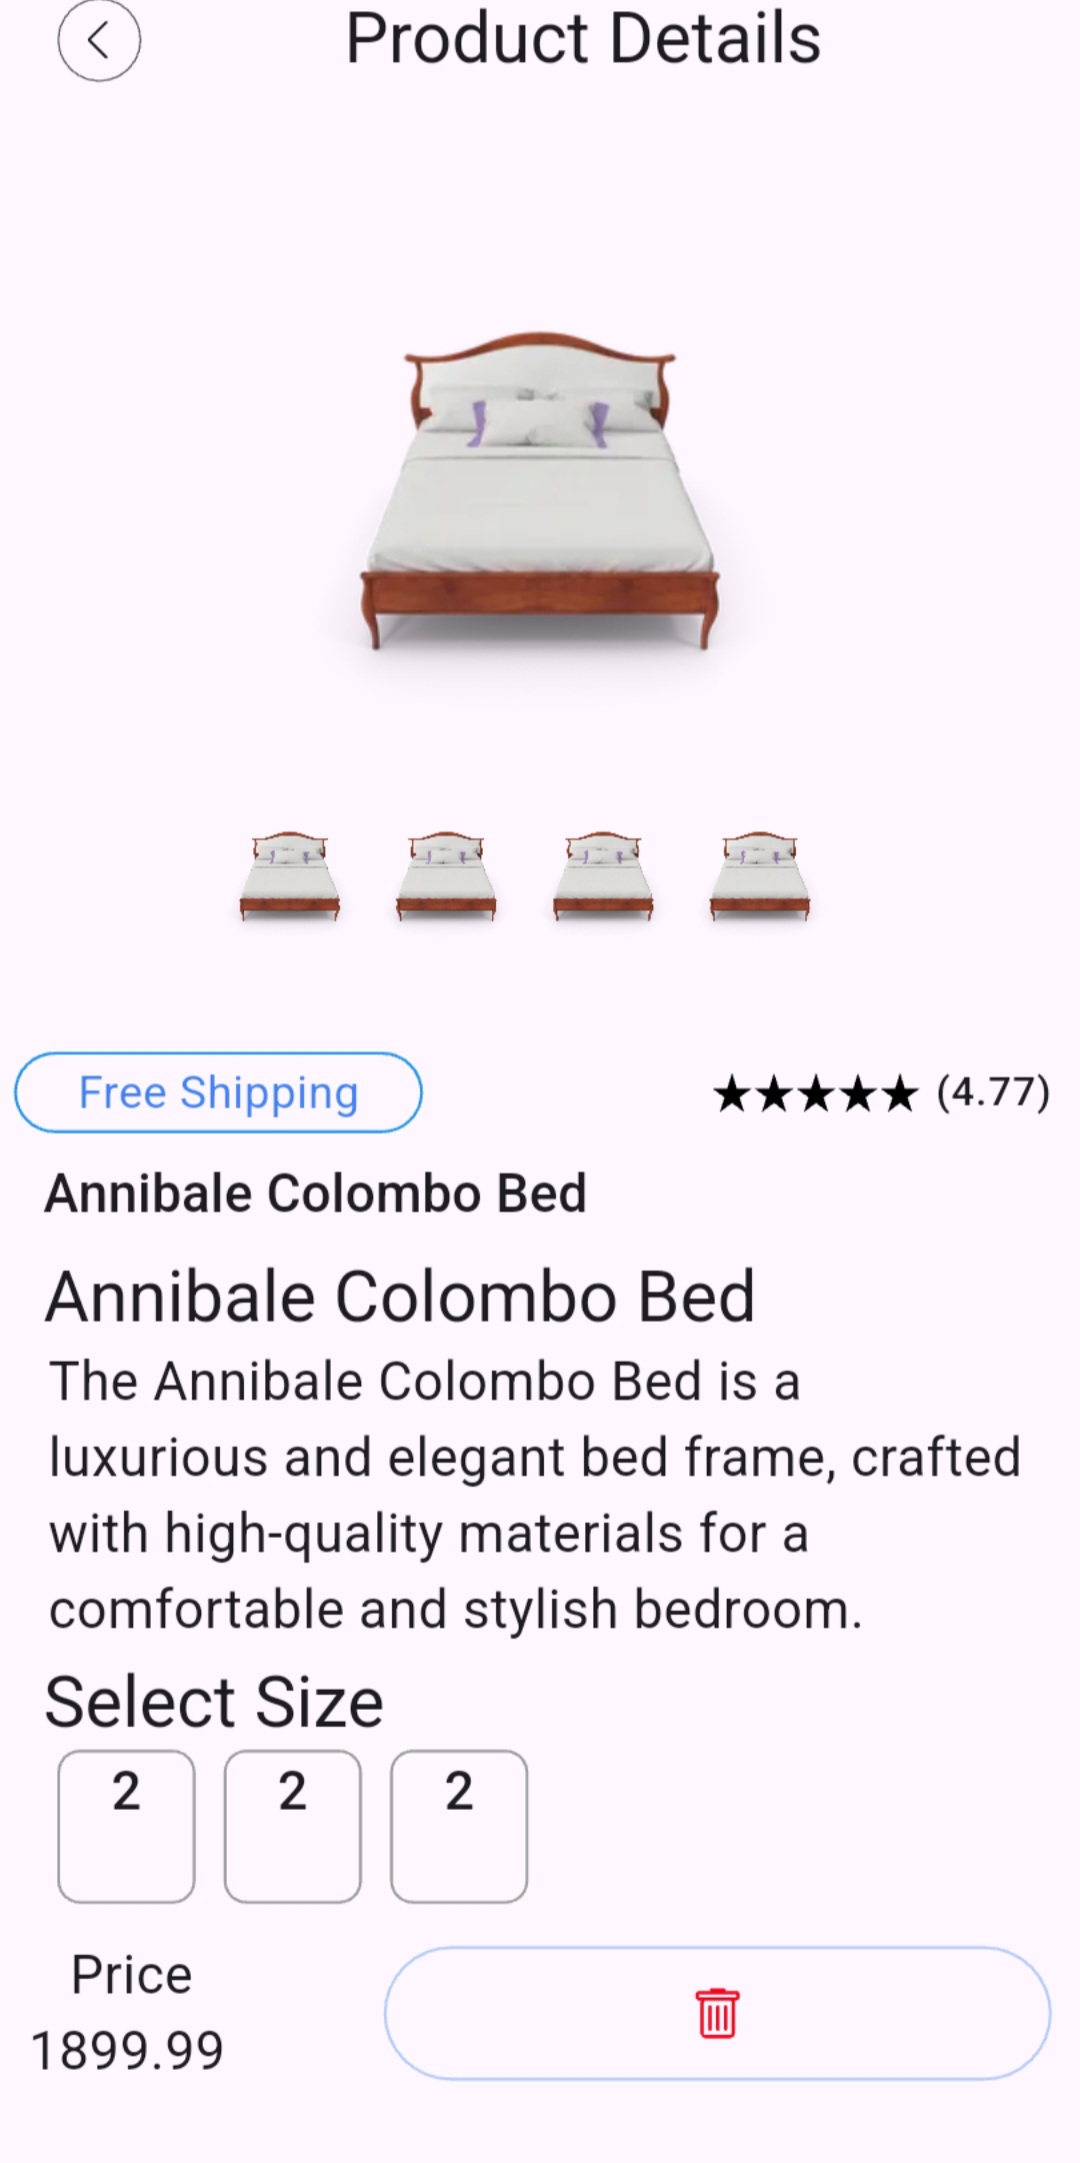 Product Details
Free Shipping
★★★★★ (4.77)
Annibale Colombo Bed
Annibale Colombo Bed
The Annibale Colombo Bed is a
luxurious and elegant bed frame, crafted
with high-quality materials for a
comfortable and stylish bedroom.
Select Size
2 2 2
Price
1899.99